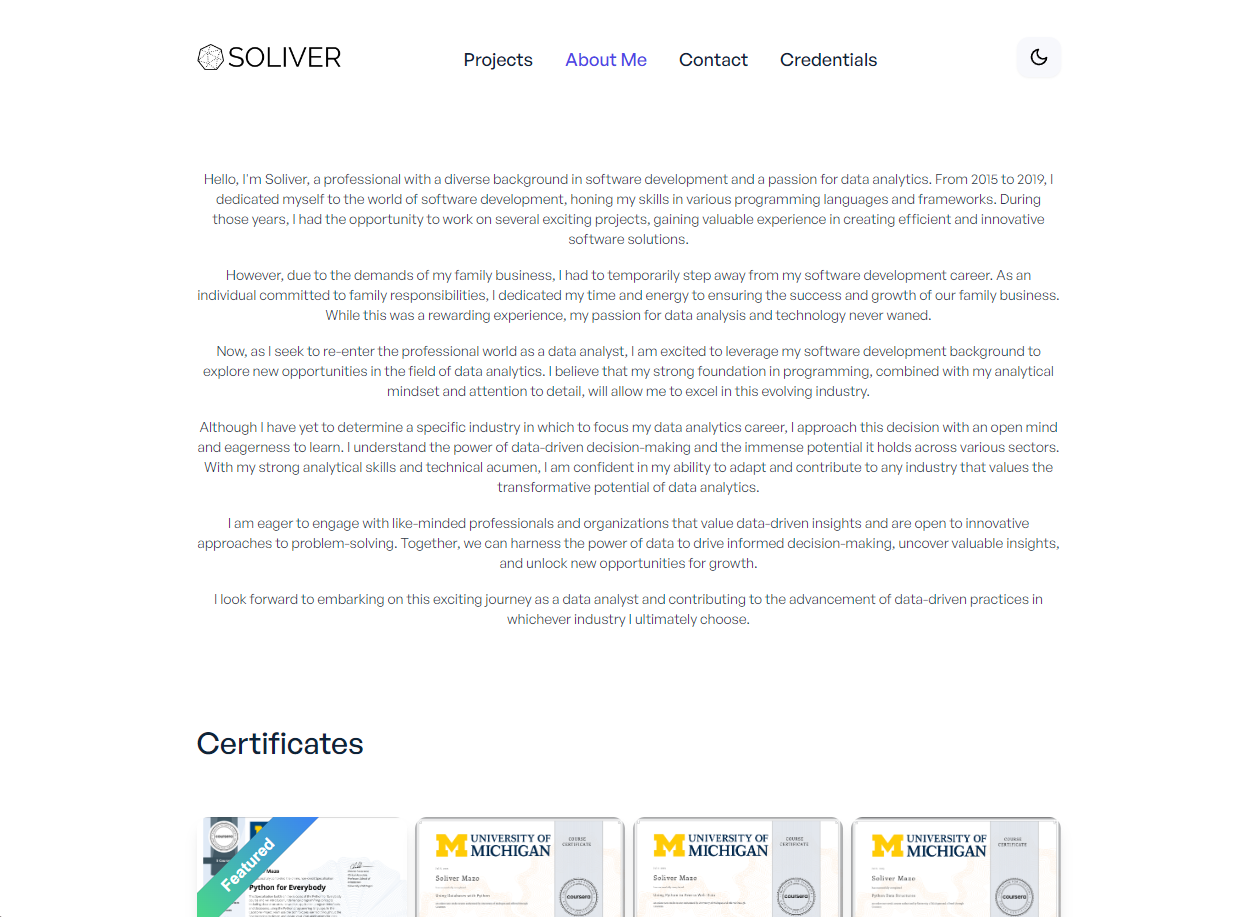 SOLIVER
Projects About Me Contact Credentials
Hello, I'm Soliver, a professional with a diverse background in software development and a passion for data analytics. From 2015 to 2019, I
dedicated myself to the world of software development, honing my skills in various programming languages and frameworks. During
those years, I had the opportunity to work on several exciting projects, gaining valuable experience in creating efficient and innovative
software solutions.
However, due to the demands of my family business, I had to temporarily step away from my software development career. As an
individual committed to family responsibilities, I dedicated my time and energy to ensuring the success and growth of our family business.
While this was a rewarding experience, my passion for data analysis and technology never waned.
Now, as I seek to re-enter the professional world as a data analyst, I am excited to leverage my software development background to
explore new opportunities in the field of data analytics. I believe that my strong foundation in programming, combined with my analytical
mindset and attention to detail, will allow me to excel in this evolving industry.
Although I have yet to determine a specific industry in which to focus my data analytics career, I approach this decision with an open mind
and eagerness to learn. I understand the power of data-driven decision-making and the immense potential it holds across various sectors.
With my strong analytical skills and technical acumen, I am confident in my ability to adapt and contribute to any industry that values the
transformative potential of data analytics.
I am eager to engage with like-minded professionals and organizations that value data-driven insights and are open to innovative
approaches to problem-solving. Together, we can harness the power of data to drive informed decision-making, uncover valuable insights,
and unlock new opportunities for growth.
I look forward to embarking on this exciting journey as a data analyst and contributing to the advancement of data-driven practices in
whichever industry I ultimately choose.
Certificates
Featured
coursera
Python for Everybody
UNIVERSITY OF
MICHIGAN
COURSE
CERTIFICATE
Soliver Mazo
Using Databases with Python
coursera
UNIVERSITY OF
MICHIGAN
COURSE
CERTIFICATE
Soliver Mazo
Using Python to Access Web Data
coursera
UNIVERSITY OF
MICHIGAN
COURSE
CERTIFICATE
Soliver Mazo
Python Data Structures
coursera